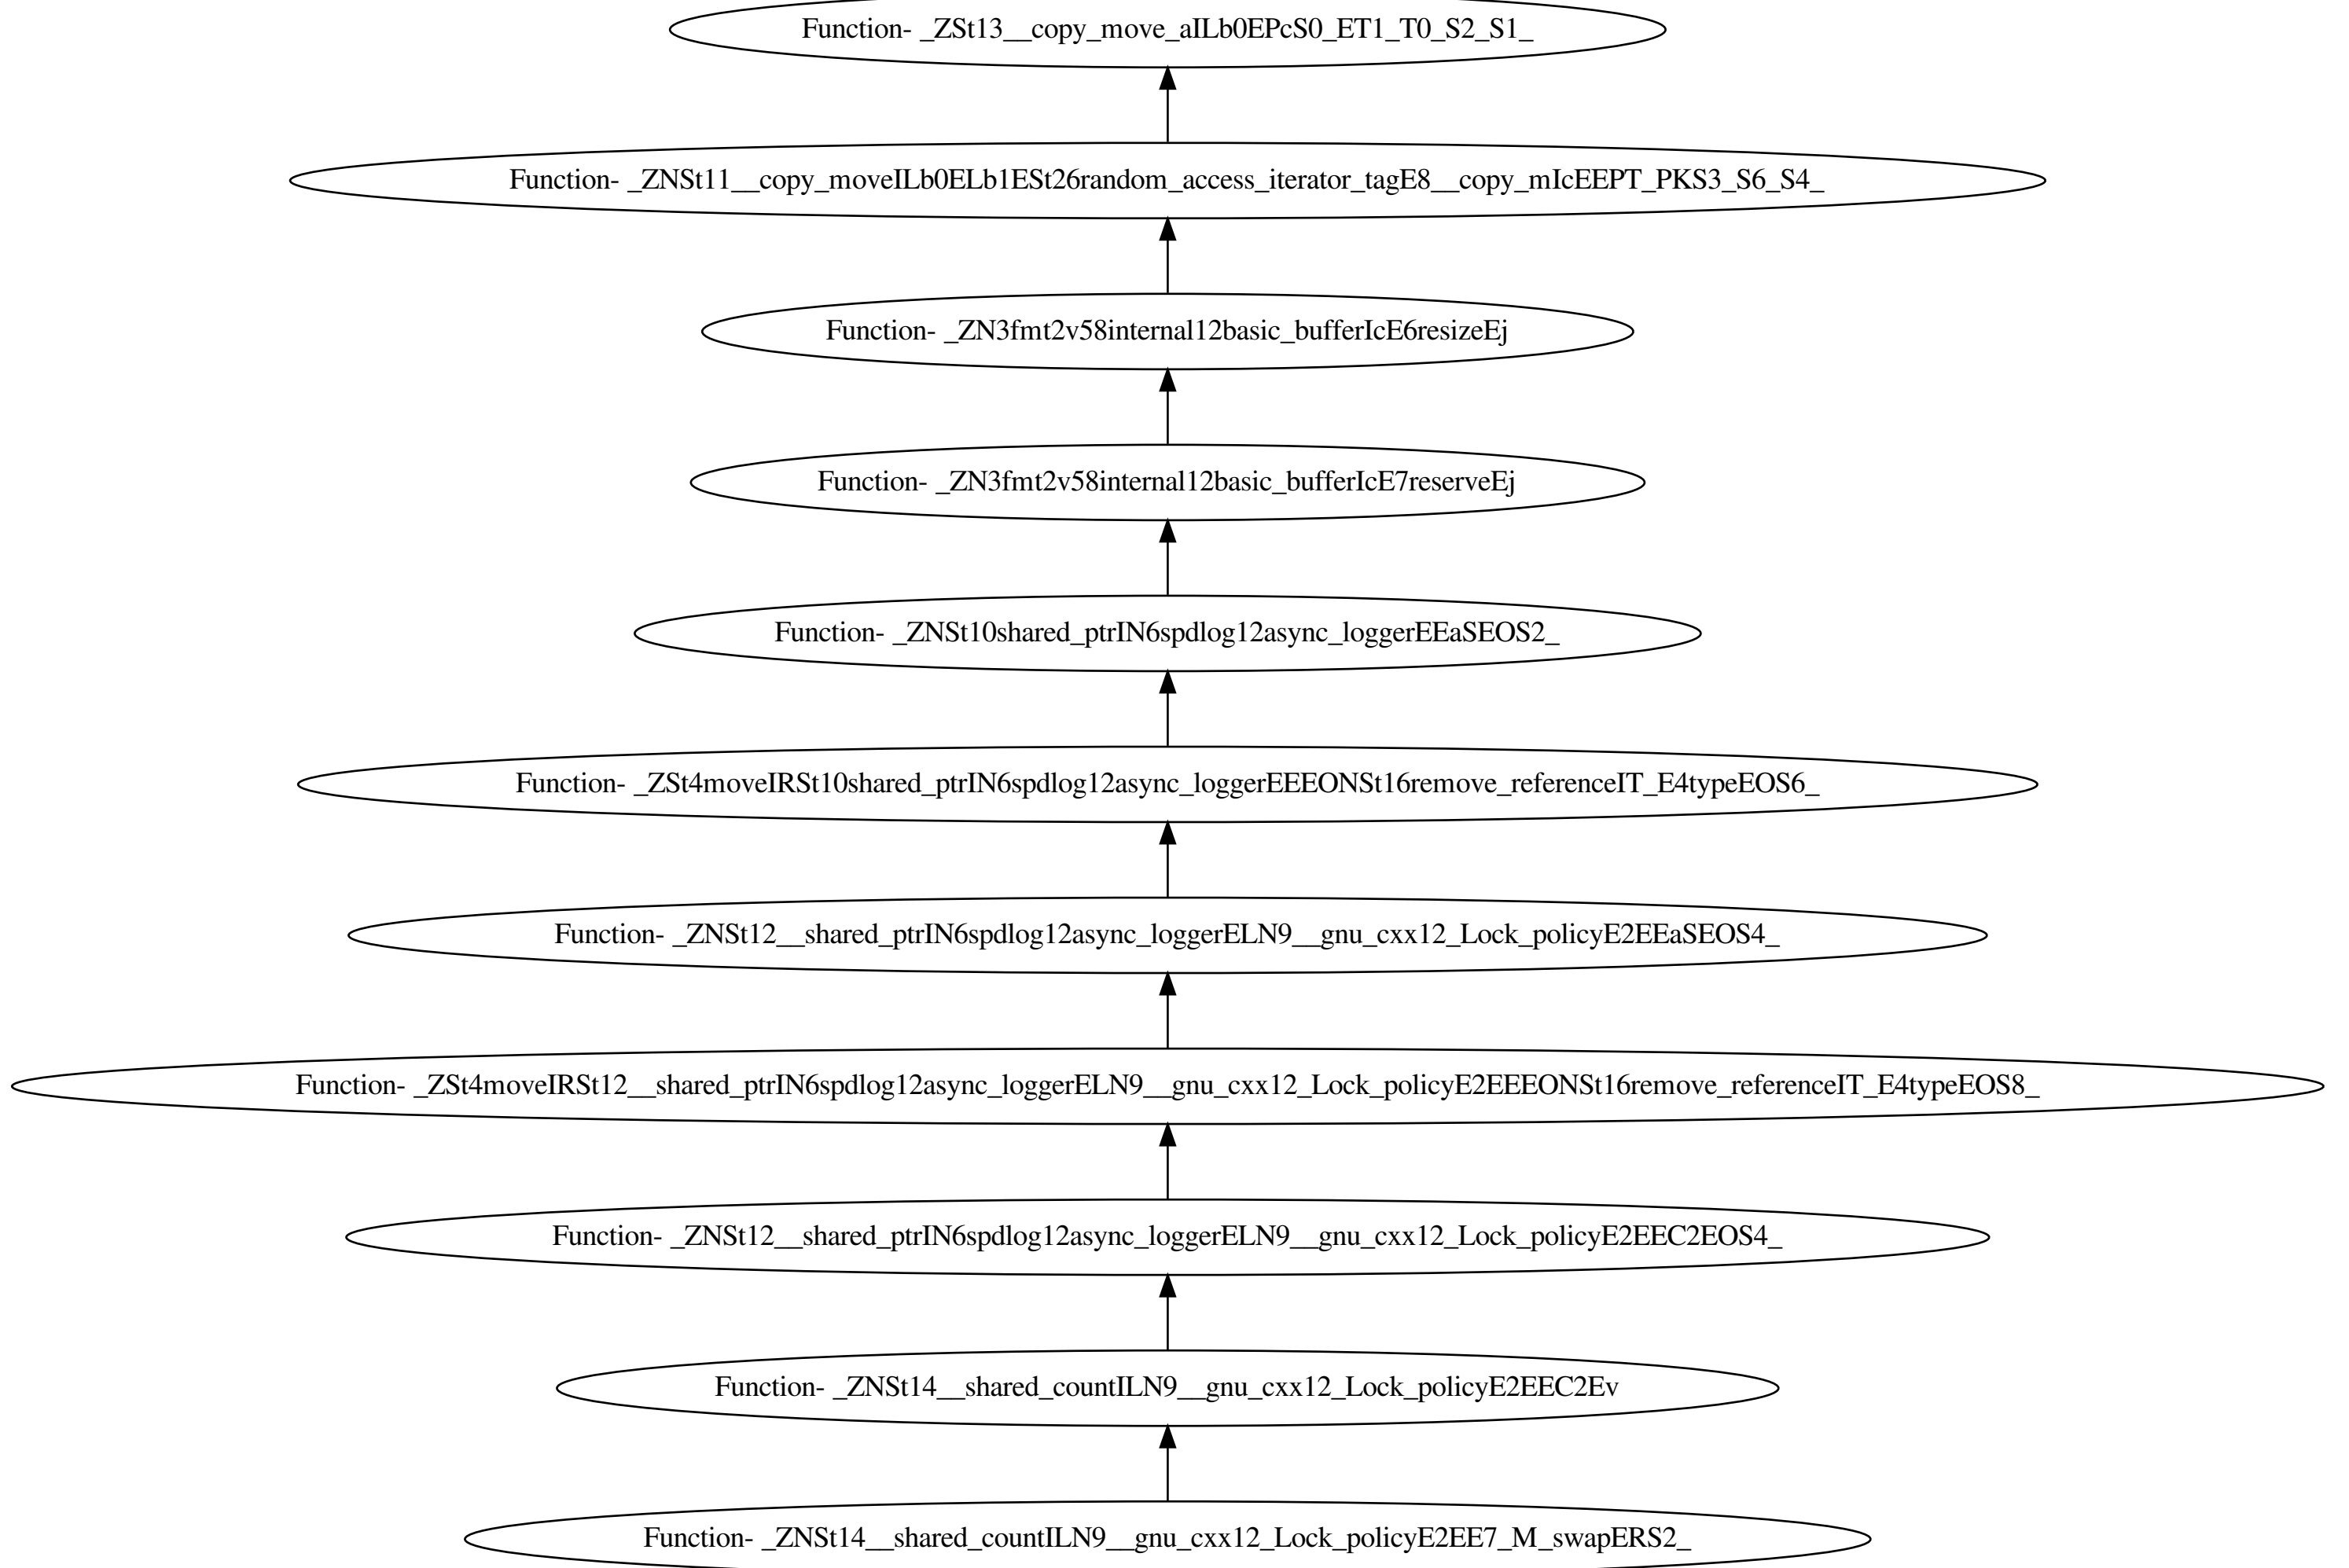 Function- _ZSt13__copy_move_aILb0EPcS0_ET1_T0_S2_S1_
Function- _ZNSt11__copy_moveILb0ELb1ESt26random_access_iterator_tagE8__copy_mIcEEPT_PKS3_S6_S4_
Function- _ZN3fmt2v58internal12basic_bufferIcE6resizeEj
Function- _ZN3fmt2v58internal12basic_bufferIcE7reserveEj
Function- _ZNSt10shared_ptrIN6spdlog12async_loggerEEaSEOS2_
Function- _ZSt4moveIRSt10shared_ptrIN6spdlog12async_loggerEEEONSt16remove_referenceIT_E4typeEOS6_
Function- _ZNSt12__shared_ptrIN6spdlog12async_loggerELN9__gnu_cxx12_Lock_policyE2EEaSEOS4_
Function- _ZSt4moveIRSt12__shared_ptrIN6spdlog12async_loggerELN9__gnu_cxx12_Lock_policyE2EEEONSt16remove_referenceIT_E4typeEOS8_
Function- _ZNSt12__shared_ptrIN6spdlog12async_loggerELN9__gnu_cxx12_Lock_policyE2EEC2EOS4_
Function- _ZNSt14__shared_countILN9__gnu_cxx12_Lock_policyE2EEC2Ev
Function- _ZNSt14__shared_countILN9__gnu_cxx12_Lock_policyE2EE7_M_swapERS2_